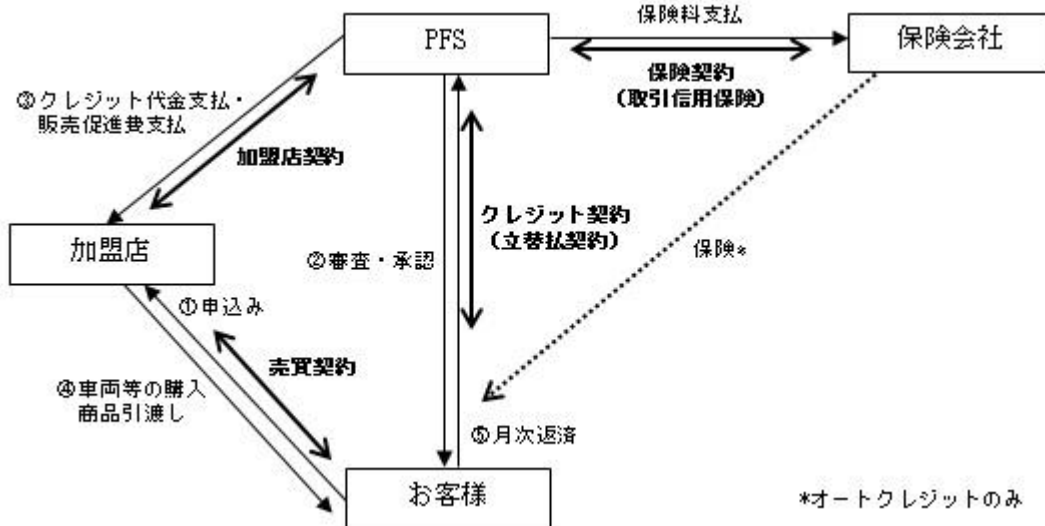 保険料支払
PFS
保険会社
保険契約
(取引信用保険)
③クレジット代金支払・
販売促進費支払
加盟店契約
クレジット契約
(立替払契約)
加盟店
②審査・承認
保険*
①申込み
売買契約
④車両等の購入
商品引渡し
⑤月次返済
お客様
*オートクレジットのみ